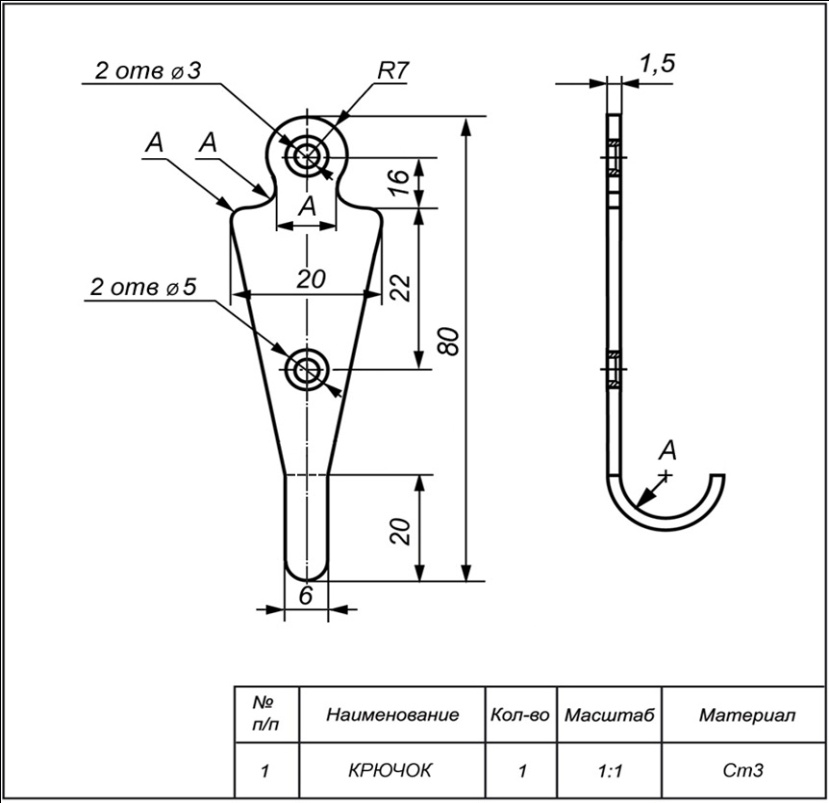 2 отв ⌀3
R7
1,5
А
А
16
А
20
22
2 отв ⌀5
80
А
20
6
№ п/п
Наименование
Кол-во
Масштаб
Материал
1
КРЮЧОК
1
1:1
Ст3